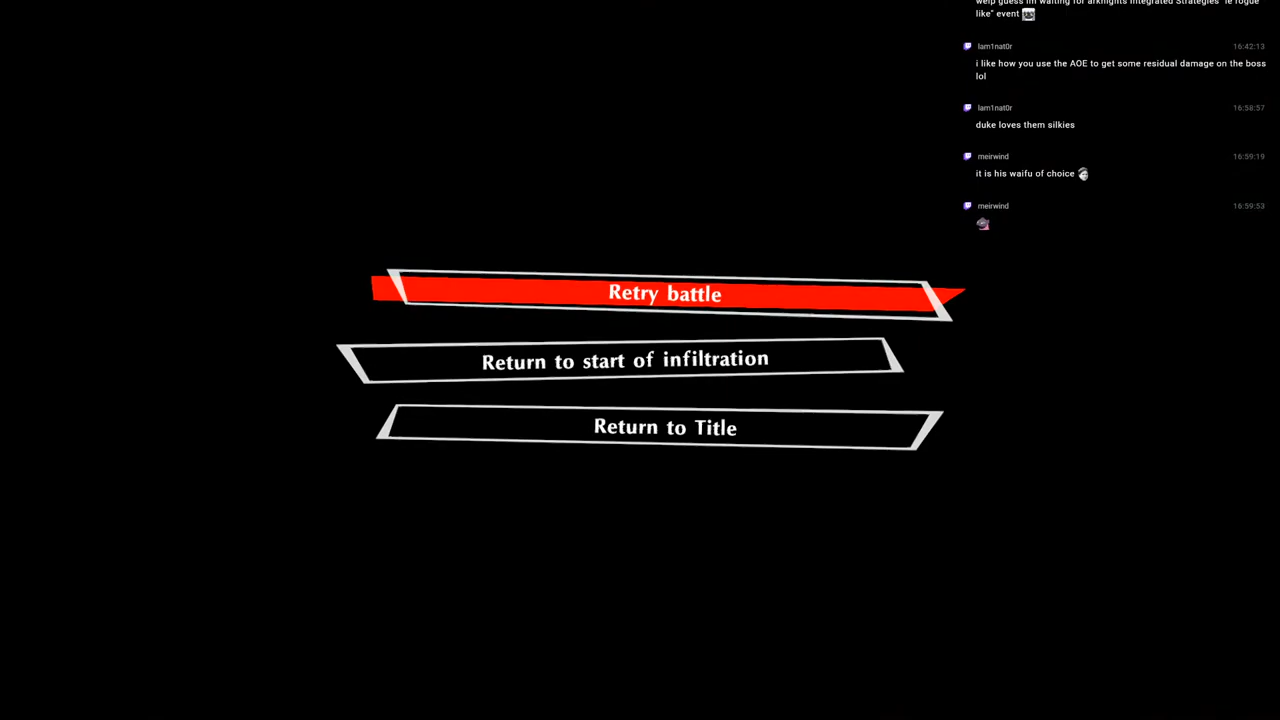 welp guess im waiting for arknights integrated Strategies "le rogue
like" event
lam1nat0r 16:42:13
i like how you use the AOE to get some residual damage on the boss
lol
lam1nat0r 16:58:57
duke loves them silkies
meirwind 16:59:19
it is his waifu of choice
meirwind 16:59:53
Retry battle
Return to start of infiltration
Return to Title